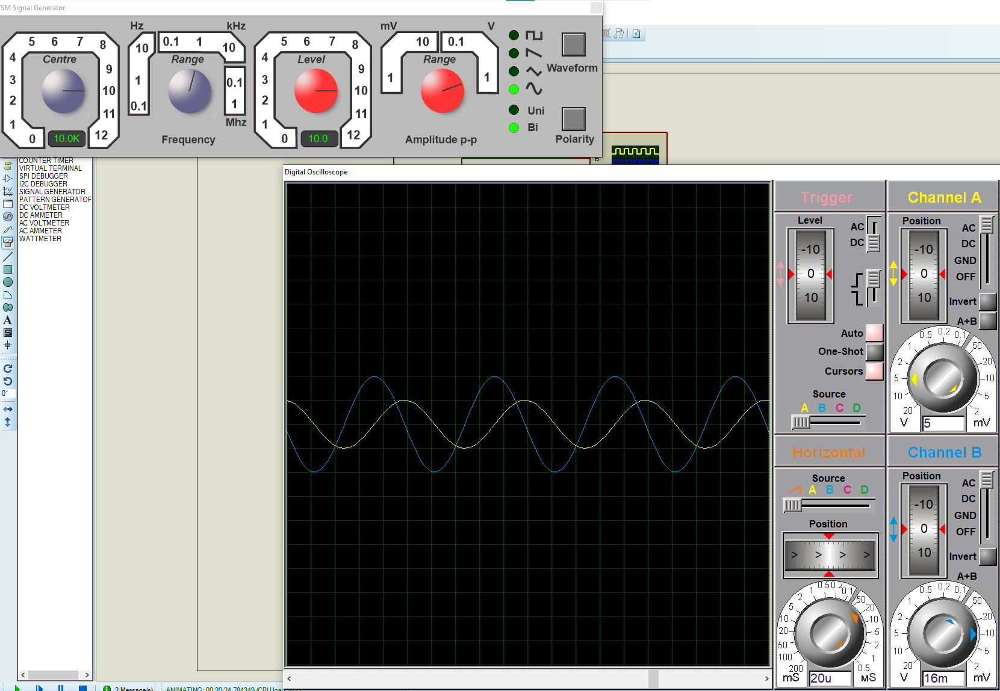 VSM Signal Generator
Hz
kHz
mV
V
5 6 7 8
10 0.1 1 10
5 6 7 8
10 0.1
4 Centre
Range
4 Level
Range
Waveform
3 9
1 0.1
3 9
1 1
2 10
0.1 1
2 10
1 11
Mhz
1 11
Uni
0 10.0K 12
Frequency
0 10.0 12
Amplitude p-p
Bi
Polarity
B
COUNTER TIMER
VIRTUAL TERMINAL
SPI DEBUGGER
I2C DEBUGGER
SIGNAL GENERATOR
PATTERN GENERATOR
DC VOLTMETER
DC AMMETER
AC VOLTMETER
AC AMMETER
WATTMETER
A
S
0°
Digital Oscilloscope
Trigger
Level
-10
0
10
AC
DC
Auto
One-Shot
Cursors
Source
A B C D
Channel A
Position
-10
0
10
AC
DC
GND
OFF
Invert
A+B
20 10 5 2 1 0.5 0.2 0.1 50 20 10 5 2
V 5 mV
Horizontal
Source
A B C D
Position
> > > >
200 100 50 20 10 5 2 1 0.5 0.2 0.1 50 20 10 5 2 1 0.5
mS 20u µS
Channel B
Position
-10
0
10
AC
DC
GND
OFF
Invert
A+B
20 10 5 2 1 0.5 0.2 0.1 50 20 10 5 2
V 16m mV
2 Message(s)
ANIMATING: 00:20:24.784349 (CPU load